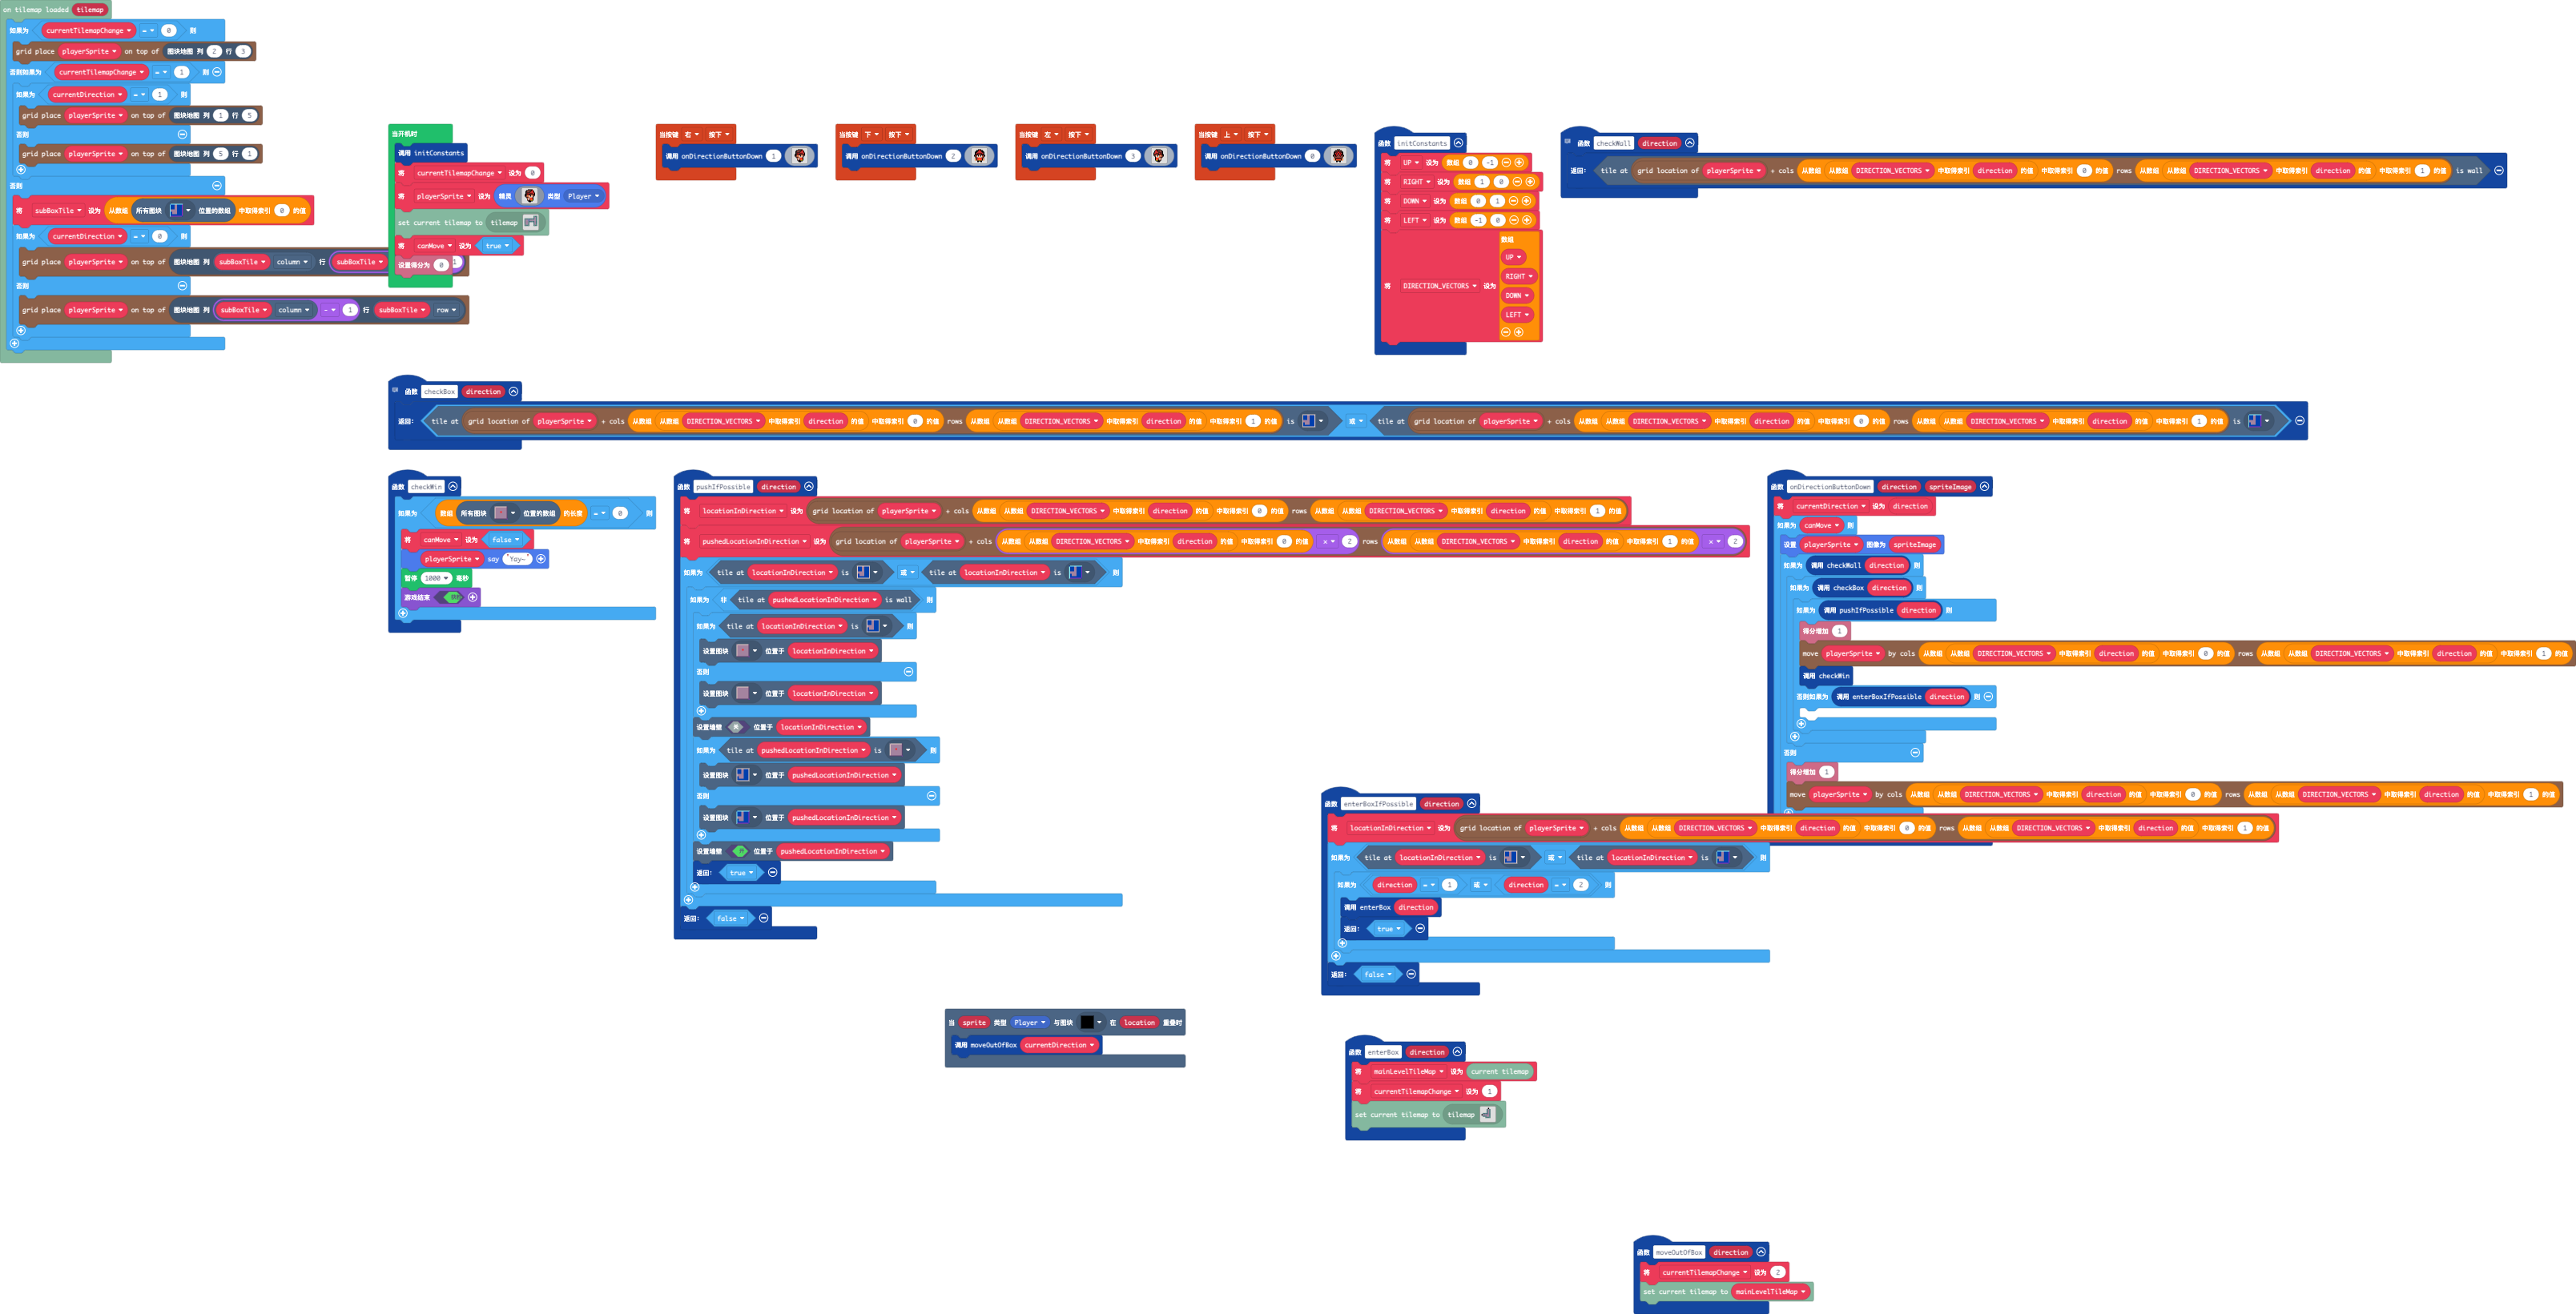 on tilemap loaded tilemap
如果为 currentTilemapChange = 0 则
grid place playerSprite on top of 图块地图 列 2 行 3
否则如果为 currentTilemapChange = 1 则
如果为 currentDirection = 1 则
grid place playerSprite on top of 图块地图 列 1 行 5
否则
grid place playerSprite on top of 图块地图 列 5 行 1
否则
将 subBoxTile 设为 从数组 所有图块 位置的数组 中取得索引 0 的值
如果为 currentDirection = 0 则
grid place playerSprite on top of 图块地图 列 subBoxTile column 行 subBoxTile
否则
grid place playerSprite on top of 图块地图 列 subBoxTile column - 1 行 subBoxTile row
当开机时
调用 initConstants
将 currentTilemapChange 设为 0
将 playerSprite 设为 精灵 类型 Player
set current tilemap to tilemap
将 canMove 设为 true
设置得分为 0
当按键 右 按下
调用 onDirectionButtonDown 1
当按键 下 按下
调用 onDirectionButtonDown 2
当按键 左 按下
调用 onDirectionButtonDown 3
当按键 上 按下
调用 onDirectionButtonDown 0
函数 initConstants
将 UP 设为 数组 0 -1
将 RIGHT 设为 数组 1 0
将 DOWN 设为 数组 0 1
将 LEFT 设为 数组 -1 0
数组
UP
RIGHT
将 DIRECTION_VECTORS 设为
DOWN
LEFT
函数 checkWall direction
返回: tile at grid location of playerSprite + cols 从数组 从数组 DIRECTION_VECTORS 中取得索引 direction 的值 中取得索引 0 的值 rows 从数组 从数组 DIRECTION_VECTORS 中取得索引 direction 的值 中取得索引 1 的值 is wall
函数 checkBox direction
返回: tile at grid location of playerSprite + cols 从数组 从数组 DIRECTION_VECTORS 中取得索引 direction 的值 中取得索引 0 的值 rows 从数组 从数组 DIRECTION_VECTORS 中取得索引 direction 的值 中取得索引 1 的值 is 或 tile at grid location of playerSprite + cols 从数组 从数组 DIRECTION_VECTORS 中取得索引 direction 的值 中取得索引 0 的值 rows 从数组 从数组 DIRECTION_VECTORS 中取得索引 direction 的值 中取得索引 1 的值 is
函数 checkWin
如果为 数组 所有图块 位置的数组 的长度 = 0 则
将 canMove 设为 false
playerSprite say "Yay~"
暂停 1000 毫秒
游戏结束
函数 pushIfPossible direction
将 locationInDirection 设为 grid location of playerSprite + cols 从数组 从数组 DIRECTION_VECTORS 中取得索引 direction 的值 中取得索引 0 的值 rows 从数组 从数组 DIRECTION_VECTORS 中取得索引 direction 的值 中取得索引 1 的值
将 pushedLocationInDirection 设为 grid location of playerSprite + cols 从数组 从数组 DIRECTION_VECTORS 中取得索引 direction 的值 中取得索引 0 的值 × 2 rows 从数组 从数组 DIRECTION_VECTORS 中取得索引 direction 的值 中取得索引 1 的值 × 2
如果为 tile at locationInDirection is 或 tile at locationInDirection is 则
如果为 非 tile at pushedLocationInDirection is wall 则
如果为 tile at locationInDirection is 则
设置图块 位置于 locationInDirection
否则
设置图块 位置于 locationInDirection
设置墙壁 位置于 locationInDirection
如果为 tile at pushedLocationInDirection is 则
设置图块 位置于 pushedLocationInDirection
否则
设置图块 位置于 pushedLocationInDirection
设置墙壁 位置于 pushedLocationInDirection
返回: true
返回: false
函数 onDirectionButtonDown direction spriteImage
将 currentDirection 设为 direction
如果为 canMove 则
设置 playerSprite 图像为 spriteImage
如果为 调用 checkWall direction 则
如果为 调用 checkBox direction 则
如果为 调用 pushIfPossible direction 则
得分增加 1
move playerSprite by cols 从数组 从数组 DIRECTION_VECTORS 中取得索引 direction 的值 中取得索引 0 的值 rows 从数组 从数组 DIRECTION_VECTORS 中取得索引 direction 的值 中取得索引 1 的值
调用 checkWin
否则如果为 调用 enterBoxIfPossible direction 则
否则
得分增加 1
move playerSprite by cols 从数组 从数组 DIRECTION_VECTORS 中取得索引 direction 的值 中取得索引 0 的值 rows 从数组 从数组 DIRECTION_VECTORS 中取得索引 direction 的值 中取得索引 1 的值
函数 enterBoxIfPossible direction
将 locationInDirection 设为 grid location of playerSprite + cols 从数组 从数组 DIRECTION_VECTORS 中取得索引 direction 的值 中取得索引 0 的值 rows 从数组 从数组 DIRECTION_VECTORS 中取得索引 direction 的值 中取得索引 1 的值
如果为 tile at locationInDirection is 或 tile at locationInDirection is 则
如果为 direction = 1 或 direction = 2 则
调用 enterBox direction
返回: true
返回: false
当 sprite 类型 Player 与图块 在 location 重叠时
调用 moveOutOfBox currentDirection
函数 enterBox direction
将 mainLevelTileMap 设为 current tilemap
将 currentTilemapChange 设为 1
set current tilemap to tilemap
函数 moveOutOfBox direction
将 currentTilemapChange 设为 2
set current tilemap to mainLevelTileMap